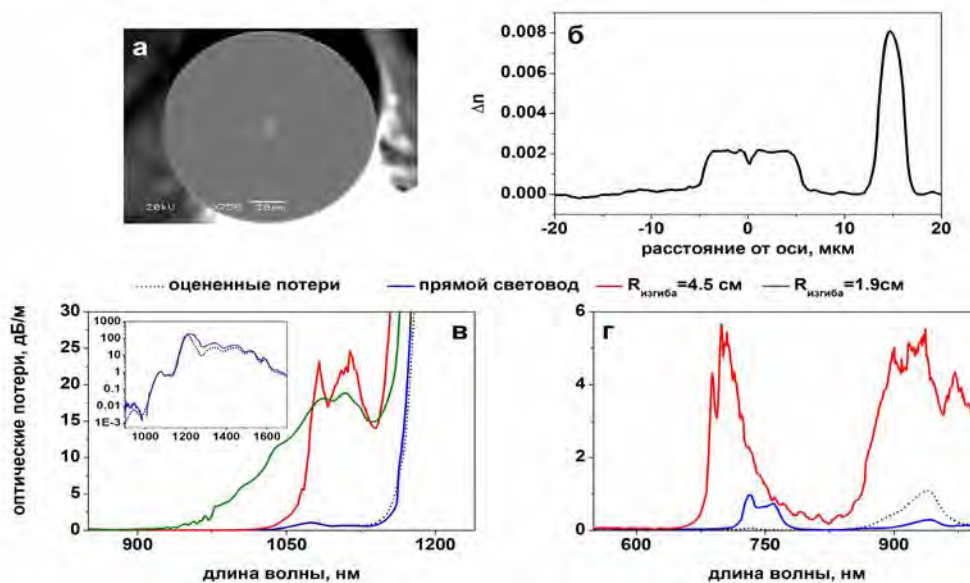 а
20kU X750 20мm
б
Δn
0.008
0.006
0.004
0.002
0.000
-20 -10 0 10 20
расстояние от оси, мкм
оцененные потери прямой световод Rизгиба=4.5 см Rизгиба=1.9см
оптические потери, дБ/м
в
30
25
20
15
10
5
0
1000
100
10
1
0.1
0.01
1E-3
1000 1200 1400 1600
900 1050 1200
длина волны, нм
г
6
4
2
0
600 750 900
длина волны, нм